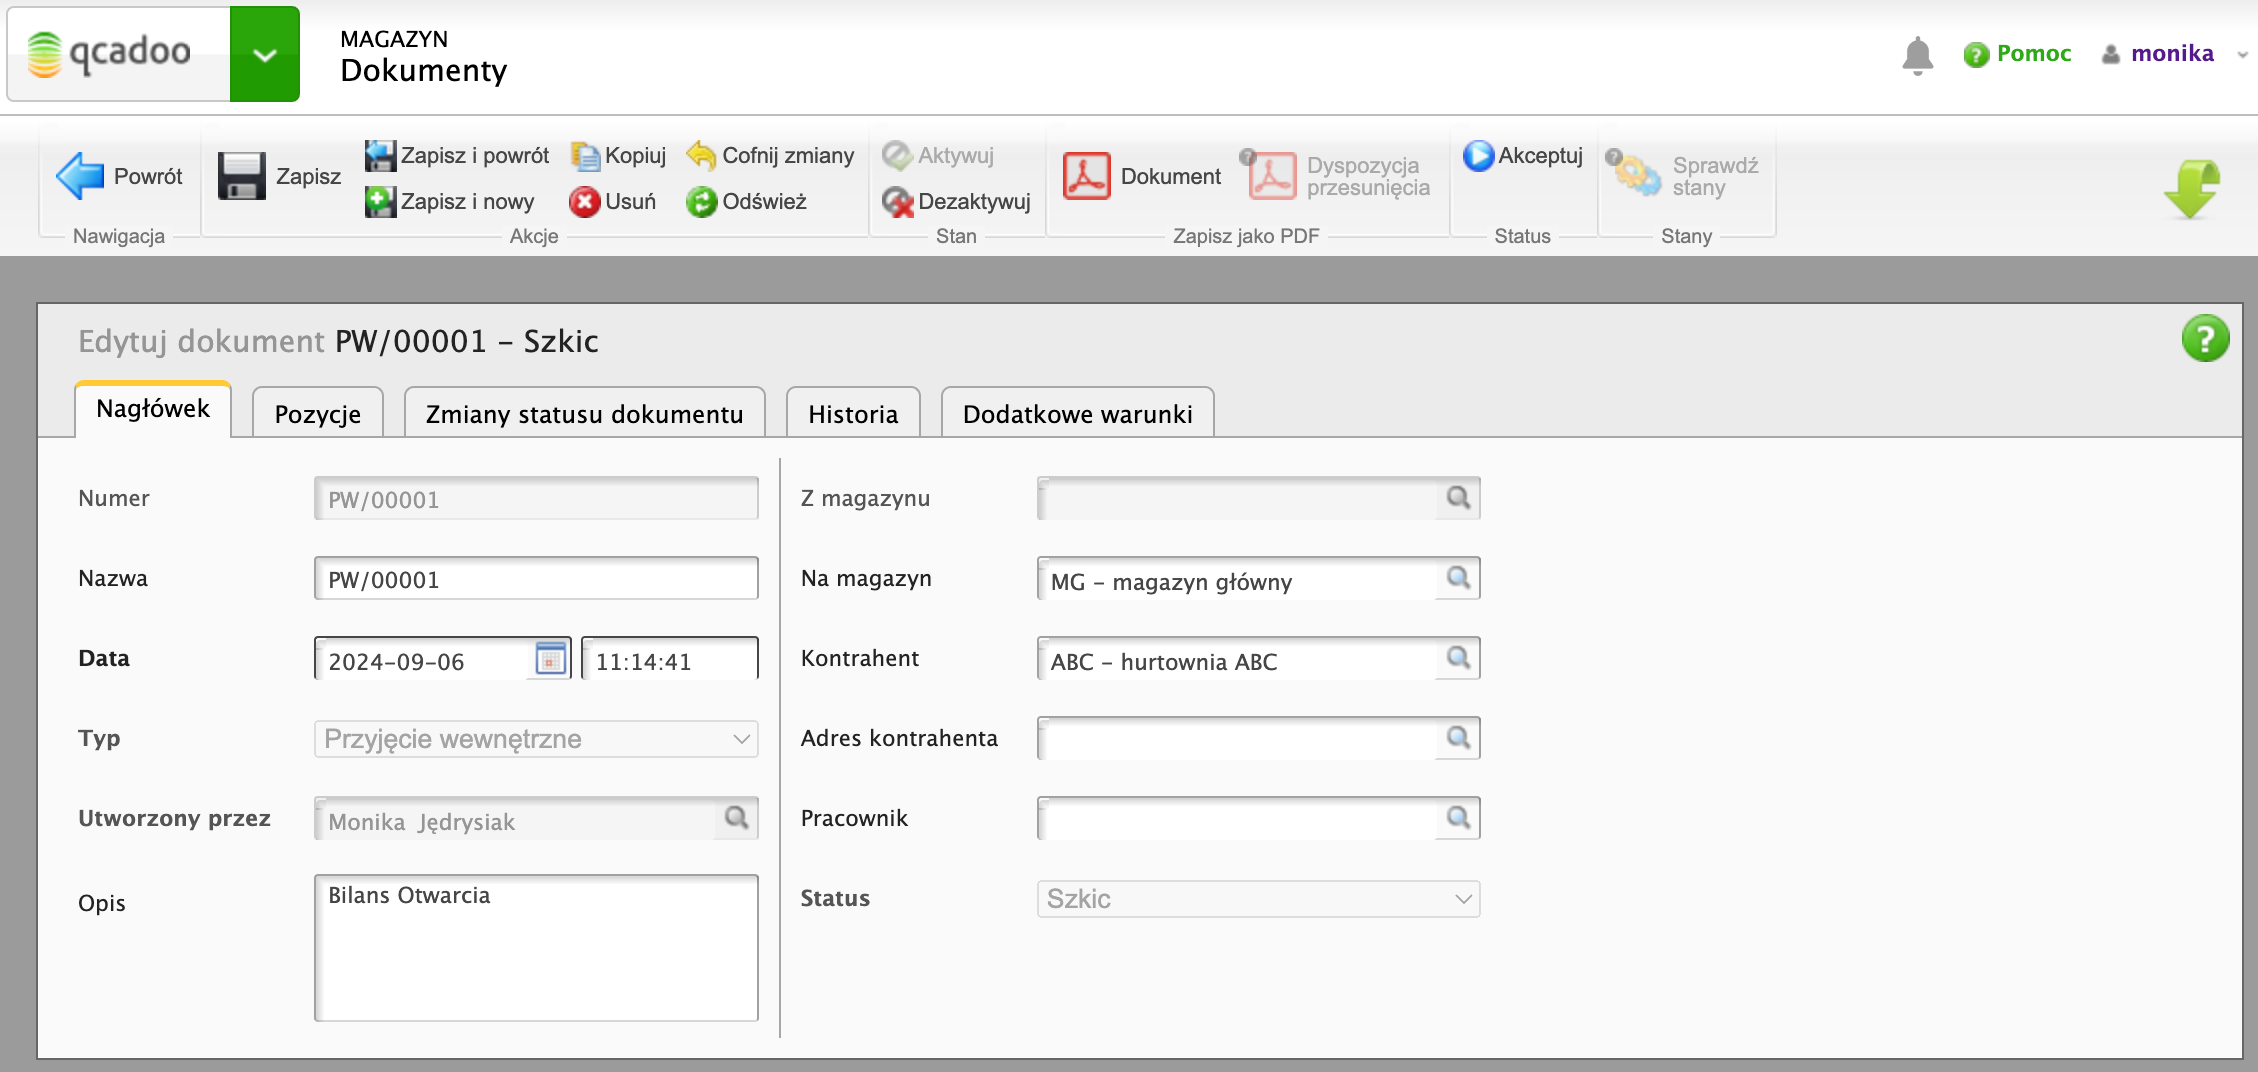 qcadoo
MAGAZYN
Dokumenty
Pomoc
monika
Powrót
Nawigacja
Zapisz
Zapisz i powrót
Kopiuj
Cofnij zmiany
Zapisz i nowy
Usuń
Odśwież
Akcje
Aktywuj
Dezaktywuj
Stan
Dokument
Dyspozycja
przesunięcia
Zapisz jako PDF
Akceptuj
Status
Sprawdź
stany
Stany
Edytuj dokument PW/00001 - Szkic
Nagłówek
Pozycje
Zmiany statusu dokumentu
Historia
Dodatkowe warunki
Numer
PW/00001
Nazwa
PW/00001
Data
2024-09-06
11:14:41
Typ
Przyjęcie wewnętrzne
Utworzony przez
Monika Jędrysiak
Opis
Bilans Otwarcia
Z magazynu
Na magazyn
MG - magazyn główny
Kontrahent
ABC - hurtownia ABC
Adres kontrahenta
Pracownik
Status
Szkic